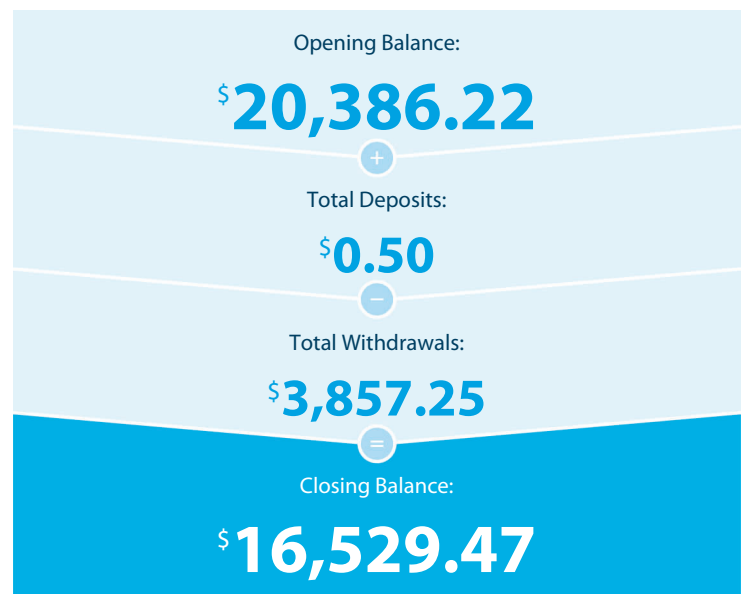 Opening Balance:
$20,386.22
+
Total Deposits:
$0.50
−
Total Withdrawals:
$3,857.25
=
Closing Balance:
$16,529.47